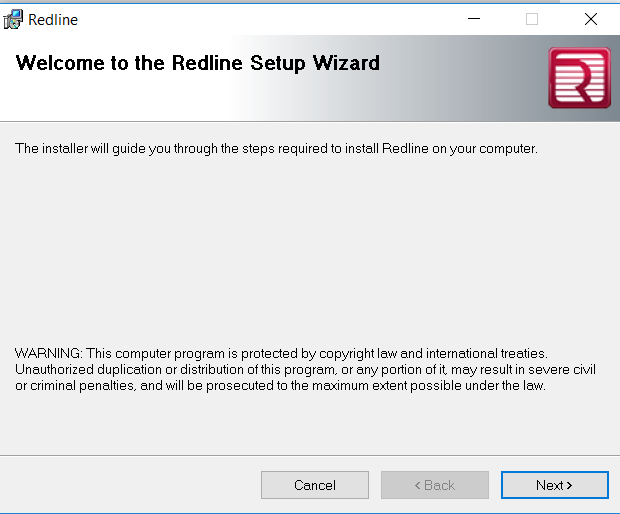 Redline
Welcome to the Redline Setup Wizard
R
The installer will guide you through the steps required to install Redline on your computer.
WARNING: This computer program is protected by copyright law and international treaties.
Unauthorized duplication or distribution of this program, or any portion of it, may result in severe civil
or criminal penalties, and will be prosecuted to the maximum extent possible under the law.
Cancel
< Back
Next >